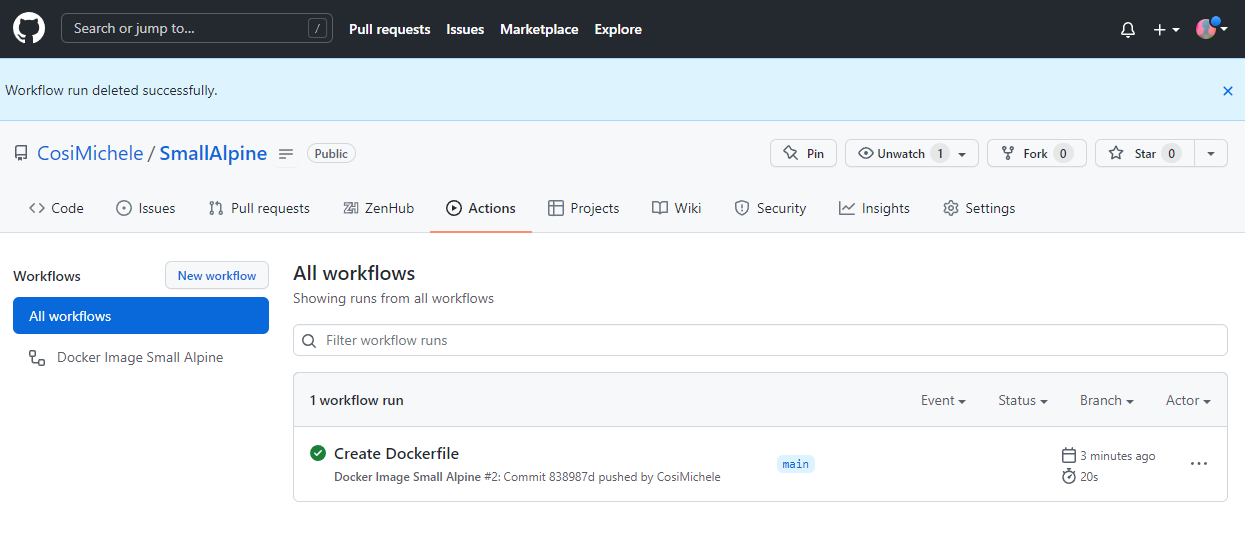 Search or jump to... / Pull requests Issues Marketplace Explore
Workflow run deleted successfully.
CosiMichele / SmallAlpine Public Pin Unwatch 1 Fork 0 Star 0
Code Issues Pull requests ZenHub Actions Projects Wiki Security Insights Settings
Workflows New workflow
All workflows
Docker Image Small Alpine
All workflows
Showing runs from all workflows
Filter workflow runs
1 workflow run Event Status Branch Actor
Create Dockerfile
Docker Image Small Alpine #2: Commit 838987d pushed by CosiMichele
main
3 minutes ago
20s